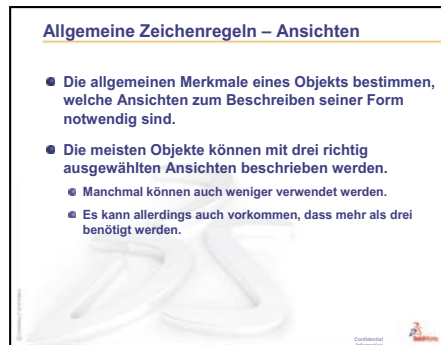 Allgemeine Zeichenregeln – Ansichten
Die allgemeinen Merkmale eines Objekts bestimmen,
welche Ansichten zum Beschreiben seiner Form
notwendig sind.
Die meisten Objekte können mit drei richtig
ausgewählten Ansichten beschrieben werden.
Manchmal können auch weniger verwendet werden.
Es kann allerdings auch vorkommen, dass mehr als drei
benötigt werden.
Confidential
Information
SolidWorks